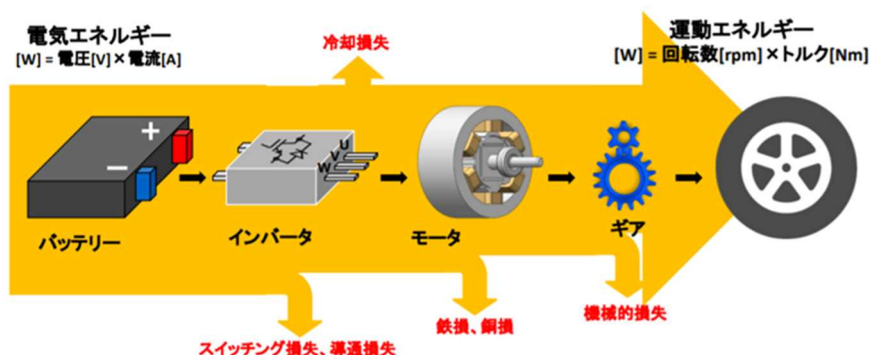 電気エネルギー
[W] = 電圧[V]×電流[A]
冷却損失
運動エネルギー
[W] = 回転数[rpm]×トルク[Nm]
+
−
U
V
W
バッテリー
インバータ
モータ
ギア
スイッチング損失、導通損失
鉄損、銅損
機械的損失